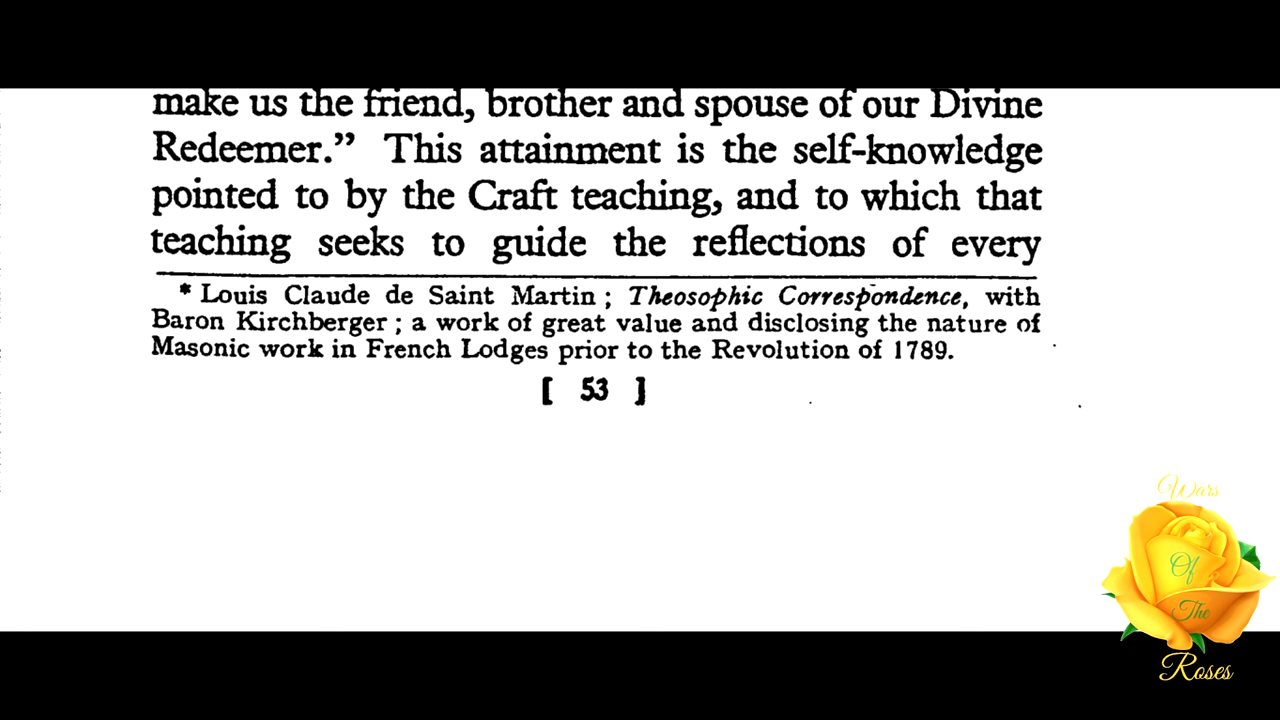 make us the friend, brother and spouse of our Divine
Redeemer.” This attainment is the self-knowledge
pointed to by the Craft teaching, and to which that
teaching seeks to guide the reflections of every
* Louis Claude de Saint Martin ; Theosophic Correspondence, with
Baron Kirchberger ; a work of great value and disclosing the nature of
Masonic work in French Lodges prior to the Revolution of 1789.
[ 53 ]
Wars
Of
The
Roses